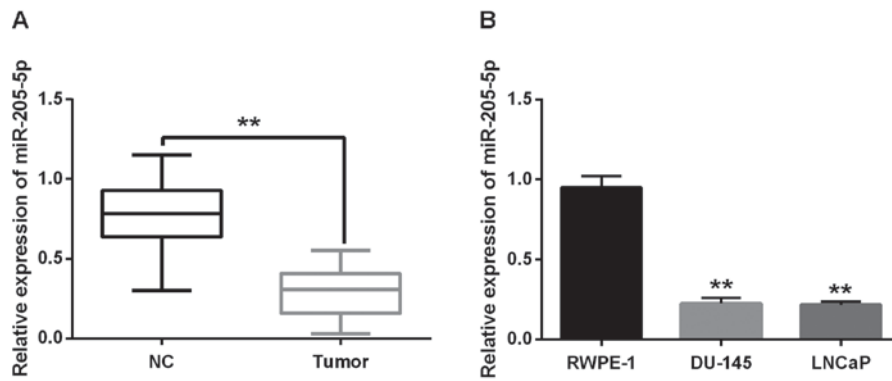 A
Relative expression of miR-205-5p
1.5
1.0
0.5
0.0
**
NC Tumor
B
Relative expression of miR-205-5p
1.5
1.0
0.5
0.0
** **
RWPE-1 DU-145 LNCaP